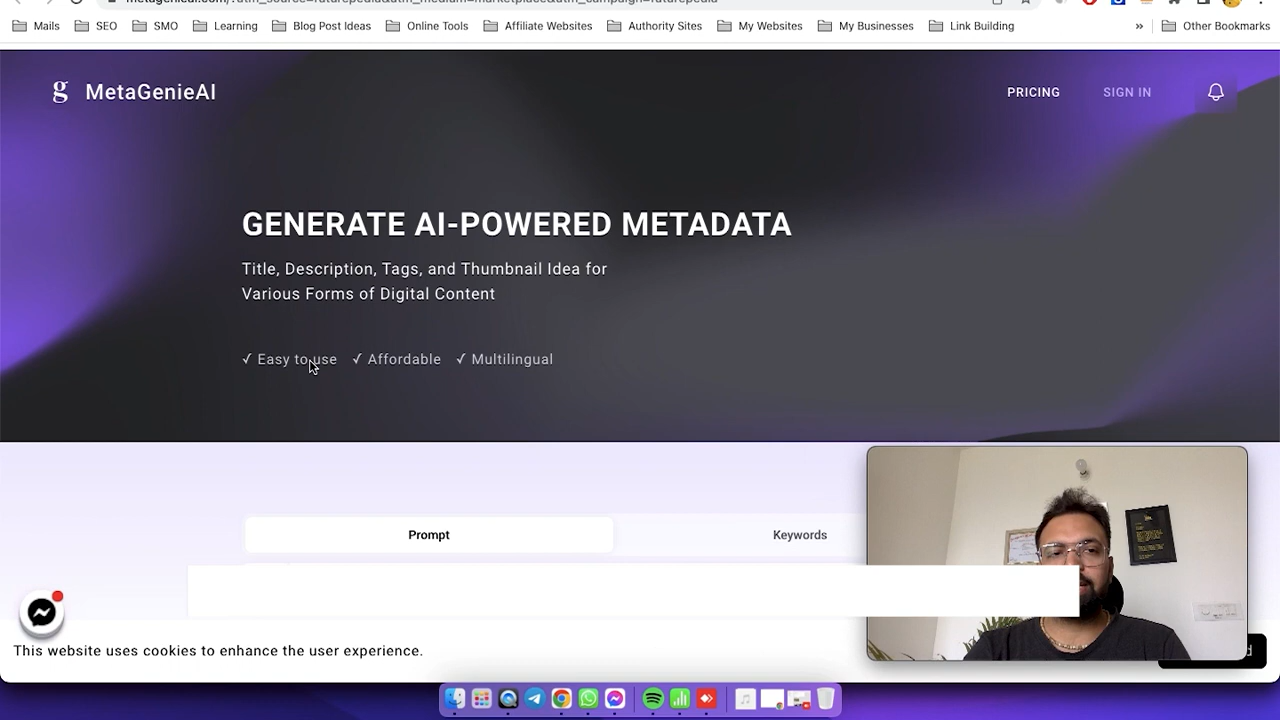 Mails SEO SMO Learning Blog Post Ideas Online Tools Affiliate Websites Authority Sites My Websites My Businesses Link Building » Other Bookmarks
g MetaGenieAI PRICING SIGN IN
GENERATE AI-POWERED METADATA
Title, Description, Tags, and Thumbnail Idea for
Various Forms of Digital Content
✓ Easy to use ✓ Affordable ✓ Multilingual
Prompt Keywords
This website uses cookies to enhance the user experience.